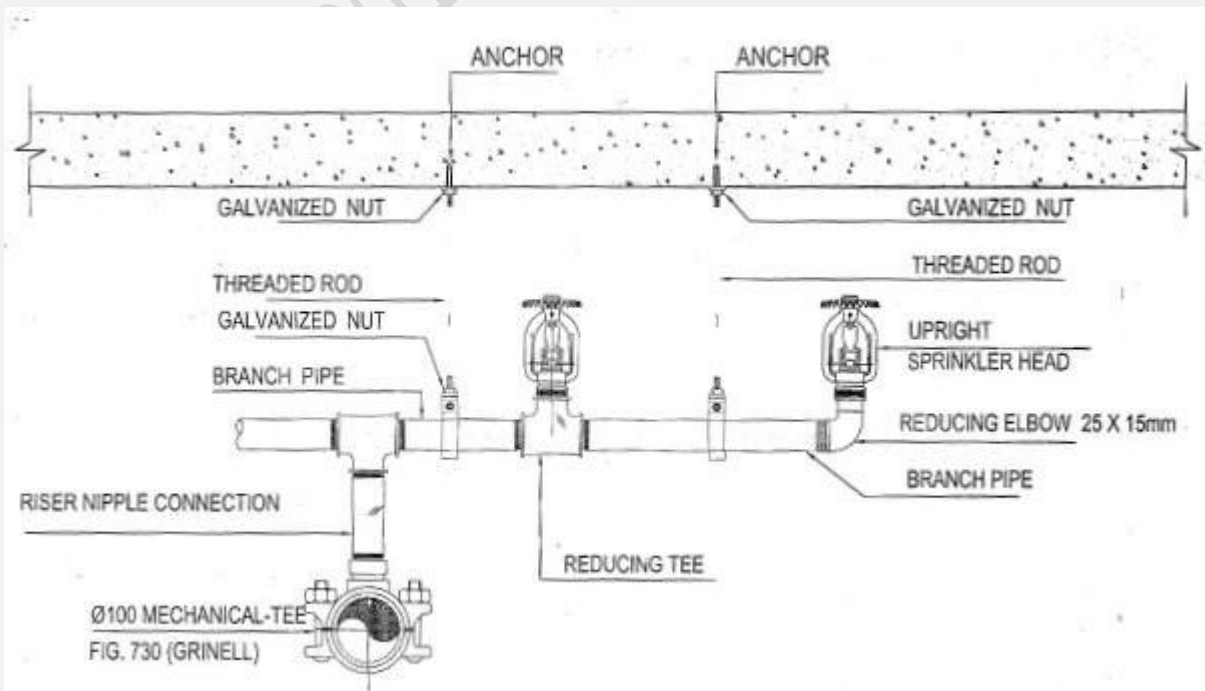 ANCHOR
ANCHOR
GALVANIZED NUT
GALVANIZED NUT
THREADED ROD
THREADED ROD
GALVANIZED NUT
UPRIGHT
SPRINKLER HEAD
BRANCH PIPE
REDUCING ELBOW 25 X 15mm
BRANCH PIPE
RISER NIPPLE CONNECTION
REDUCING TEE
Ø100 MECHANICAL-TEE
FIG. 730 (GRINELL)